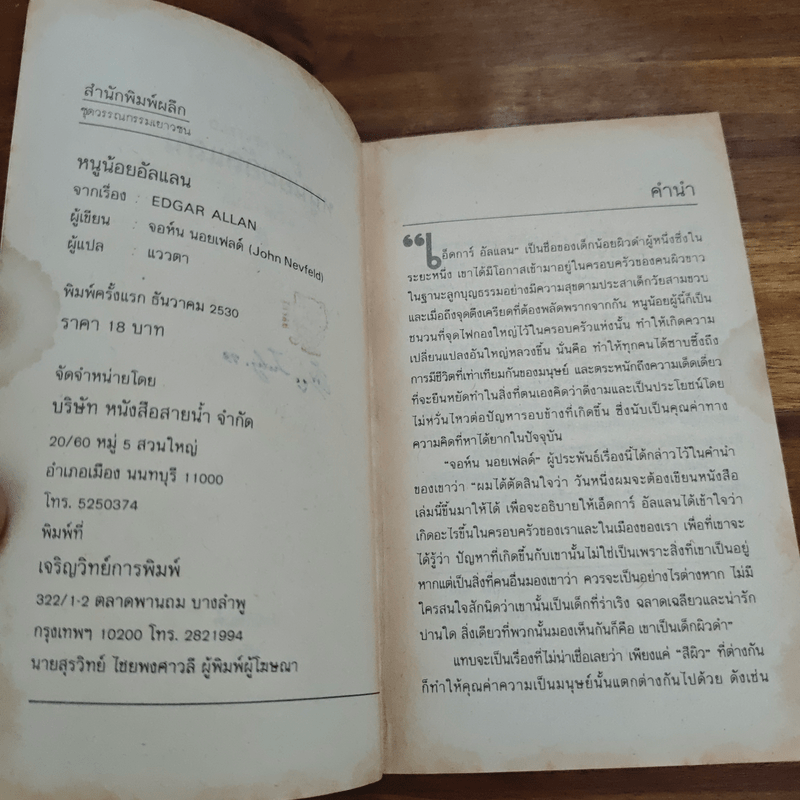 สำนักพิมพ์ผลึก
ชุดวรรณกรรมเยาวชน
หนูน้อยอัลแลน
จากเรื่อง : EDGAR ALLAN
ผู้เขียน : จอห์น นอยเฟลด์ (John Nevfeld)
ผู้แปล : แววตา
พิมพ์ครั้งแรก ธันวาคม 2530
ราคา 18 บาท
จัดจำหน่ายโดย
บริษัท หนังสือสายน้ำ จำกัด
20/60 หมู่ 5 สวนใหญ่
อำเภอเมือง นนทบุรี 11000
โทร. 5250374
พิมพ์ที่
เจริญวิทย์การพิมพ์
322/1-2 ตลาดพานถม บางลำพู
กรุงเทพฯ 10200 โทร. 2821994
นายสุรวิทย์ ไชยพงศาวลี ผู้พิมพ์ผู้โฆษณา
คำนำ
“เอ็ดการ์ อัลแลน” เป็นชื่อของเด็กน้อยผิวดำผู้หนึ่งซึ่งใน
ระยะหนึ่ง เขาได้มีโอกาสเข้ามาอยู่ในครอบครัวของคนผิวขาว
ในฐานะลูกบุญธรรมอย่างมีความสุขตามประสาเด็กวัยสามขวบ
และเมื่อถึงจุดตึงเครียดที่ต้องพลัดพรากจากกัน หนูน้อยผู้นี้ก็เป็น
ชนวนที่จุดไฟกองใหญ่ไว้ในครอบครัวแห่งนั้น ทำให้เกิดความ
เปลี่ยนแปลงอันใหญ่หลวงขึ้น นั่นคือ ทำให้ทุกคนได้ซาบซึ้งถึง
การมีชีวิตที่เท่าเทียมกันของมนุษย์ และตระหนักถึงความเด็ดเดี่ยว
ที่จะยืนหยัดทำในสิ่งที่ตนเองคิดว่าดีงามและเป็นประโยชน์โดย
ไม่หวั่นไหวต่อปัญหารอบข้างที่เกิดขึ้น ซึ่งนับเป็นคุณค่าทาง
ความคิดที่หาได้ยากในปัจจุบัน
“จอห์น นอยเฟลด์” ผู้ประพันธ์เรื่องนี้ได้กล่าวไว้ในคำนำ
ของเขาว่า “ผมได้ตัดสินใจว่า วันหนึ่งผมจะต้องเขียนหนังสือ
เล่มนี้ขึ้นมาให้ได้ เพื่อจะอธิบายให้เอ็ดการ์ อัลแลนได้เข้าใจว่า
เกิดอะไรขึ้นในครอบครัวของเราและในเมืองของเรา เพื่อที่เขาจะ
ได้รู้ว่า ปัญหาที่เกิดขึ้นกับเขานั้นไม่ใช่เป็นเพราะสิ่งที่เขาเป็นอยู่
หากแต่เป็นสิ่งที่คนอื่นมองเขาว่า ควรจะเป็นอย่างไรต่างหาก ไม่มี
ใครสนใจสักนิดว่าเขานั้นเป็นเด็กที่ร่าเริง ฉลาดเฉลียวและน่ารัก
ปานใด สิ่งเดียวที่พวกนั้นมองเห็นกันก็คือ เขาเป็นเด็กผิวดำ”
แทบจะเป็นเรื่องที่ไม่น่าเชื่อเลยว่า เพียงแค่ “สีผิว” ที่ต่างกัน
ก็ทำให้คุณค่าความเป็นมนุษย์นั้นแตกต่างกันไปด้วย ดังเช่น